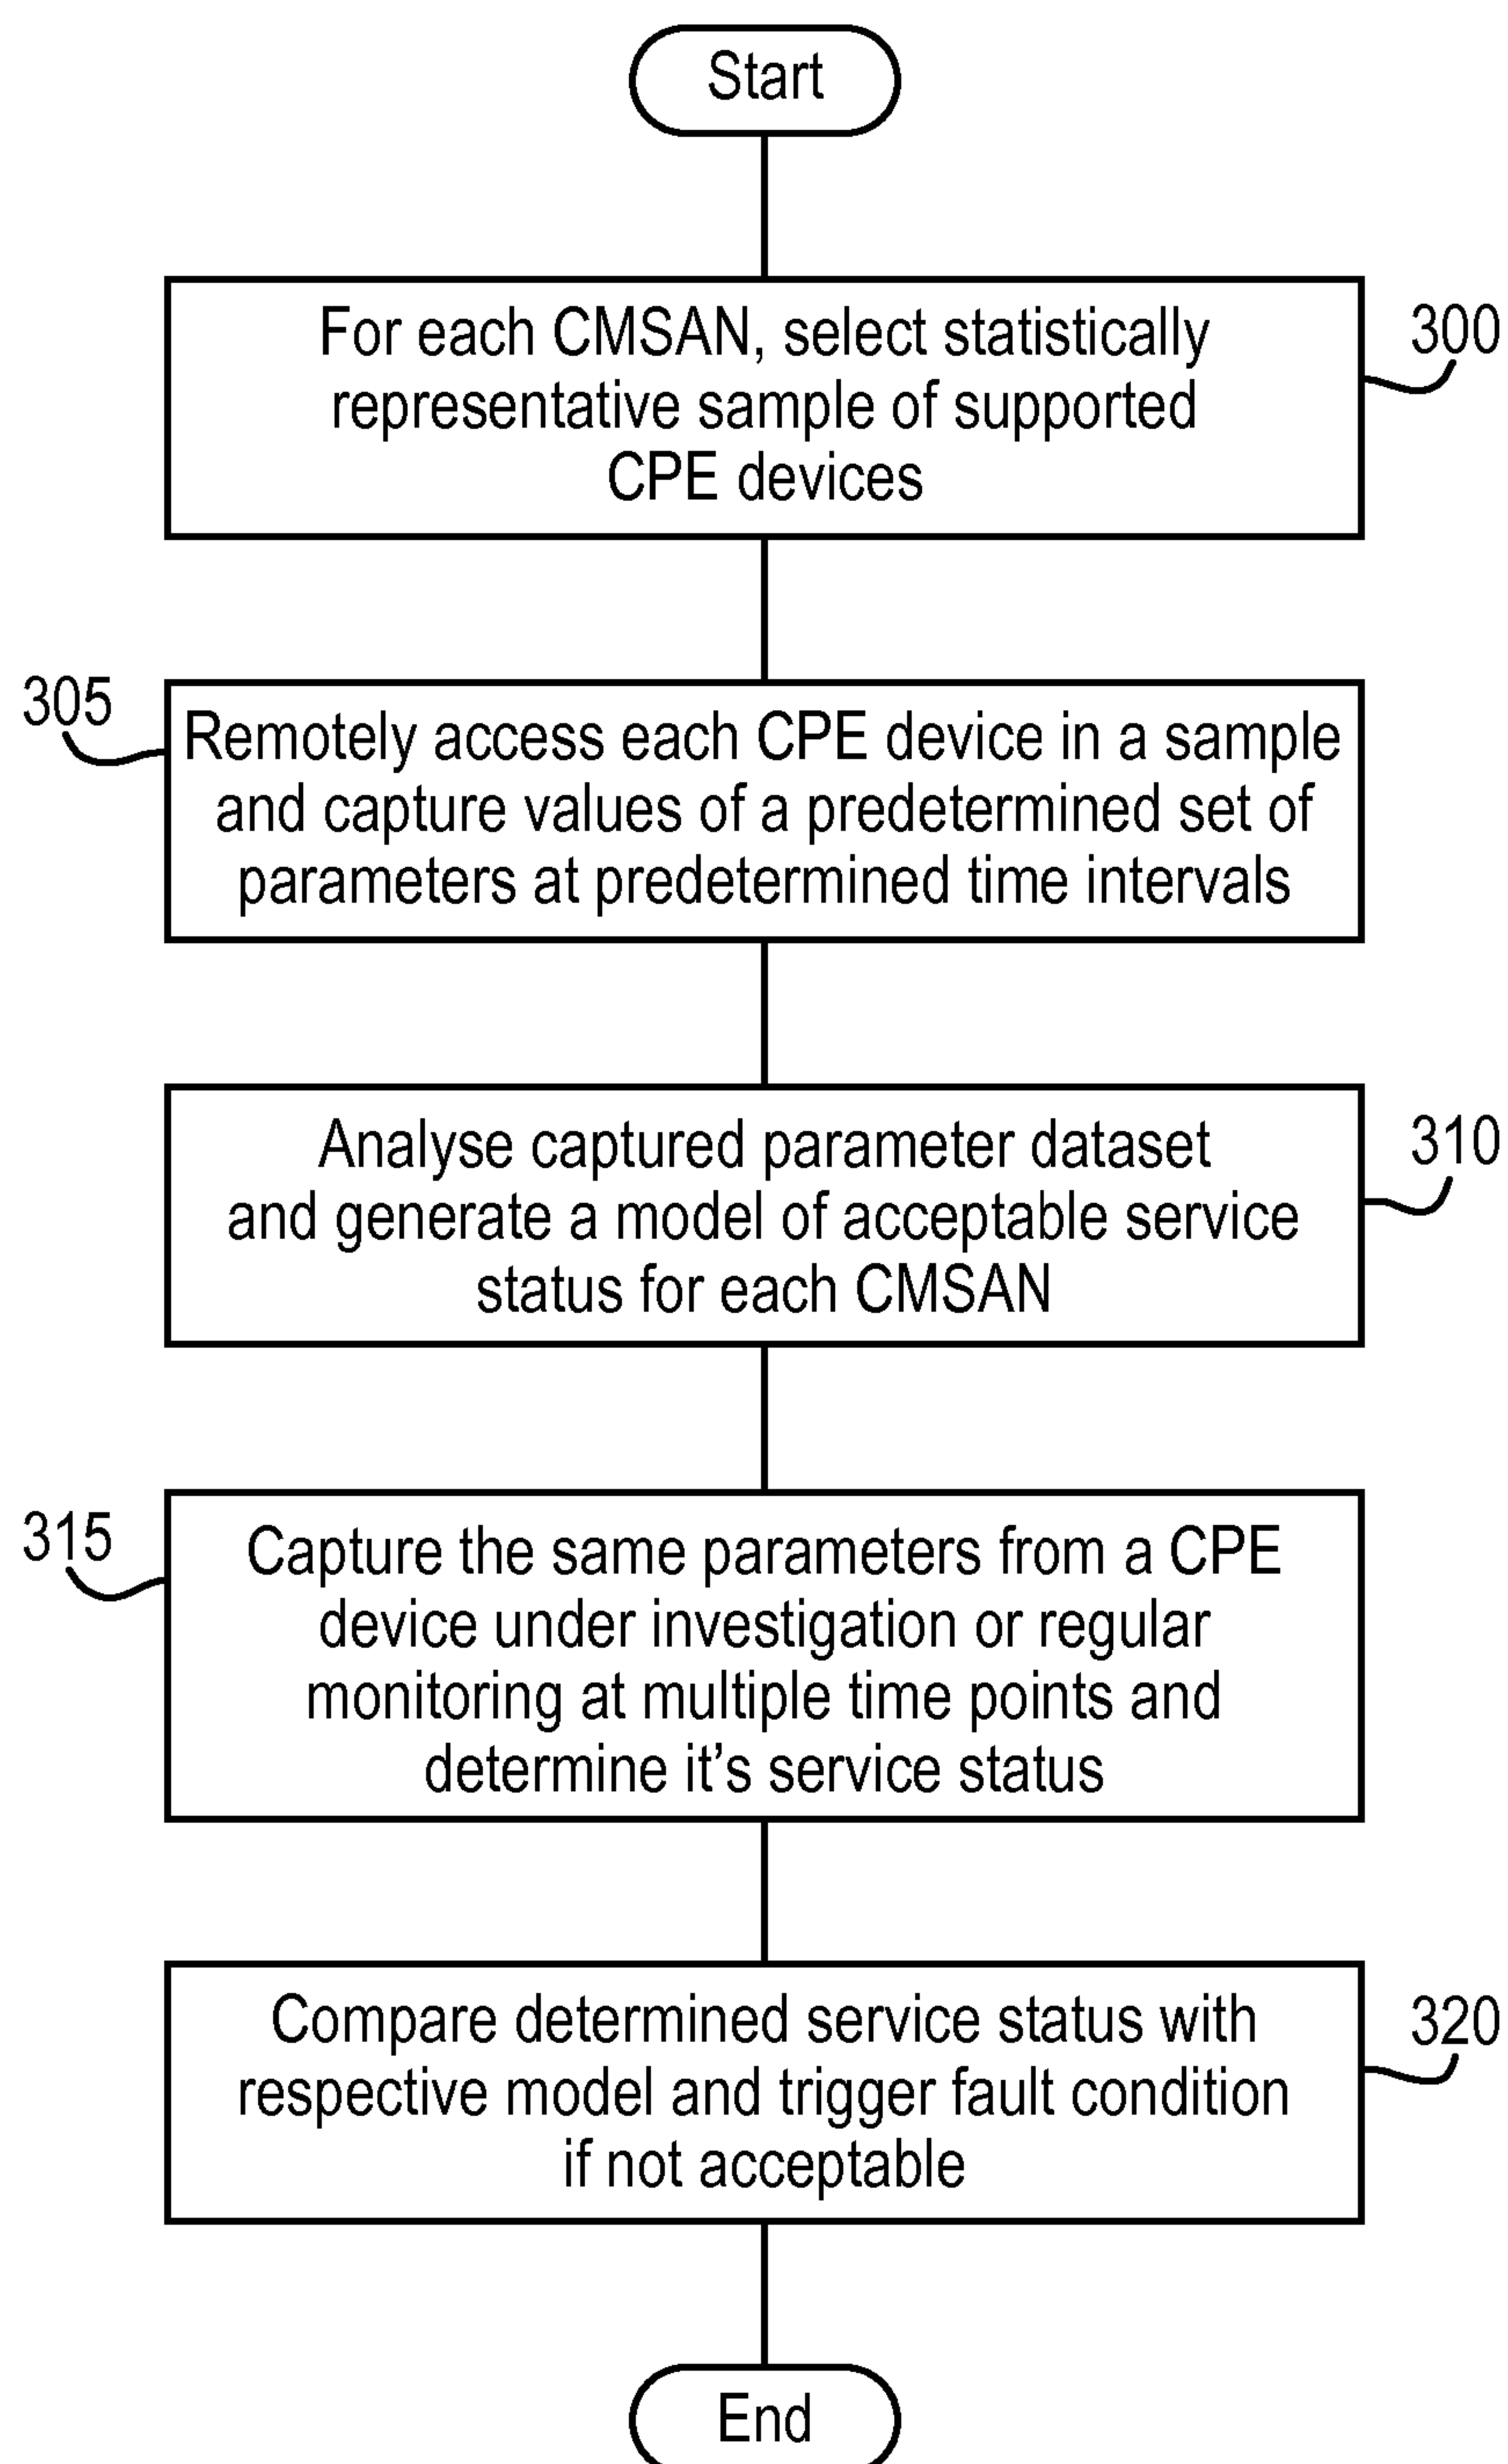 Start
For each CMSAN, select statistically
representative sample of supported
CPE devices
300
305
Remotely access each CPE device in a sample
and capture values of a predetermined set of
parameters at predetermined time intervals
Analyse captured parameter dataset
and generate a model of acceptable service
status for each CMSAN
310
315
Capture the same parameters from a CPE
device under investigation or regular
monitoring at multiple time points and
determine it’s service status
Compare determined service status with
respective model and trigger fault condition
if not acceptable
320
End